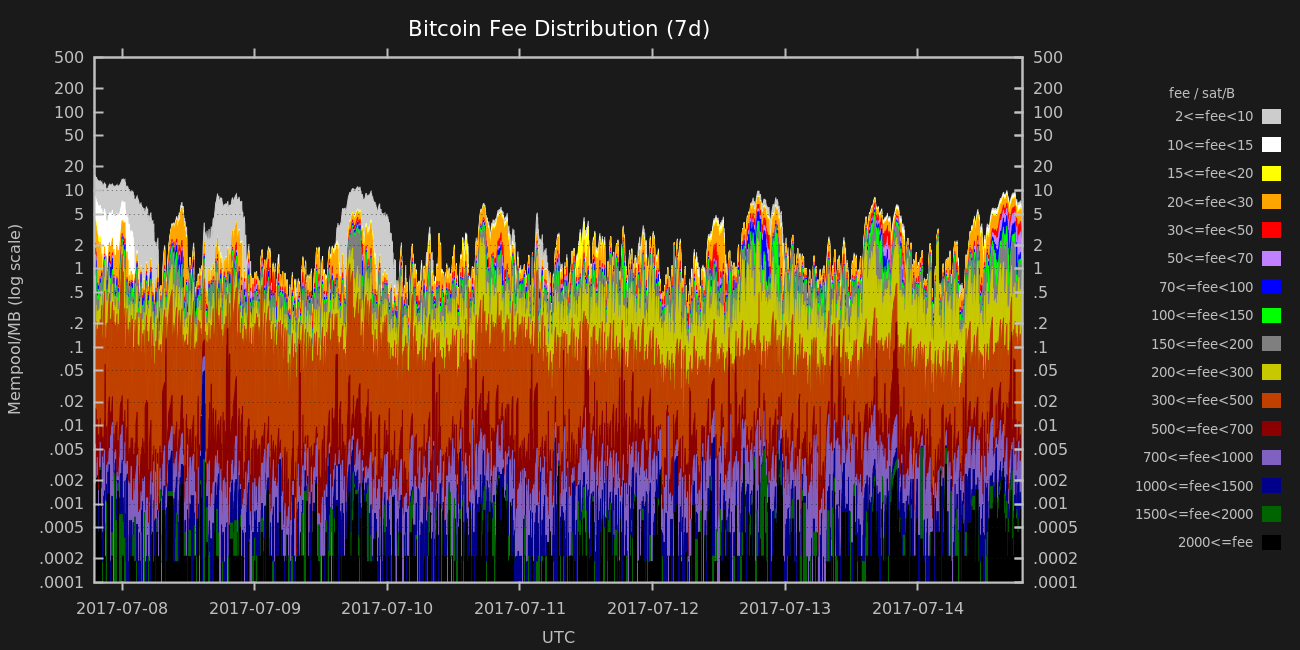 Bitcoin Fee Distribution (7d)
Mempool/MB (log scale)
500
200
100
50
20
10
5
2
1
.5
.2
.1
.05
.02
.01
.005
.002
.001
.0005
.0002
.0001
500
200
100
50
20
10
5
2
1
.5
.2
.1
.05
.02
.01
.005
.002
.001
.0005
.0002
.0001
2017-07-08 2017-07-09 2017-07-10 2017-07-11 2017-07-12 2017-07-13 2017-07-14
UTC
fee / sat/B
2<=fee<10
10<=fee<15
15<=fee<20
20<=fee<30
30<=fee<50
50<=fee<70
70<=fee<100
100<=fee<150
150<=fee<200
200<=fee<300
300<=fee<500
500<=fee<700
700<=fee<1000
1000<=fee<1500
1500<=fee<2000
2000<=fee